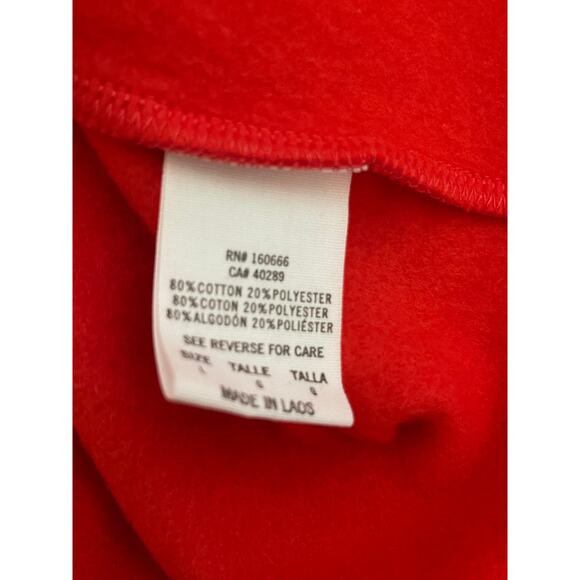 RN# 160666
CA# 40289
80%COTTON 20%POLYESTER
80%COTON 20%POLYESTER
80%ALGODÓN 20%POLIÉSTER
SEE REVERSE FOR CARE
SIZE TALLE TALLA
MADE IN LAOS